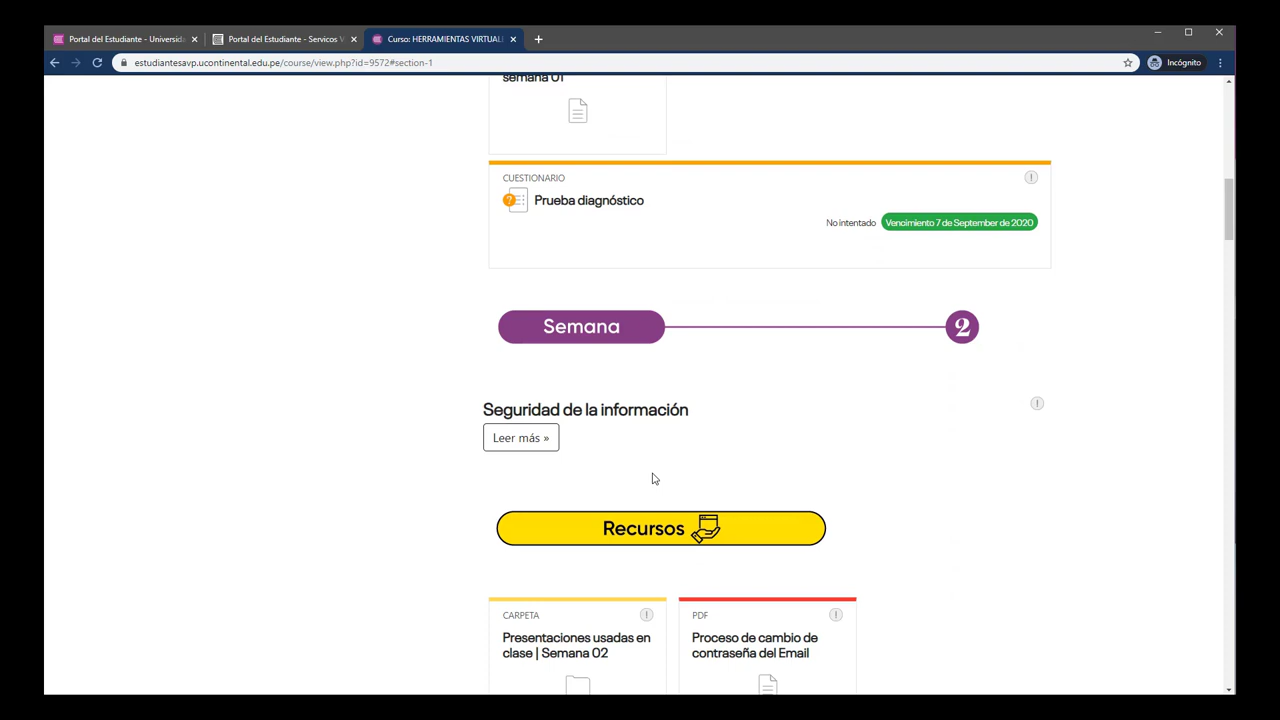 Portal del Estudiante - Universida
Portal del Estudiante - Servicos V
Curso: HERRAMIENTAS VIRTUAL
estudiantesavp.ucontinental.edu.pe/course/view.php?id=9572#section-1
Incógnito
semana 01
CUESTIONARIO
Prueba diagnóstico
No intentado Vencimiento 7 de September de 2020
Semana 2
Seguridad de la información
Leer más »
Recursos
CARPETA
Presentaciones usadas en
clase | Semana 02
PDF
Proceso de cambio de
contraseña del Email